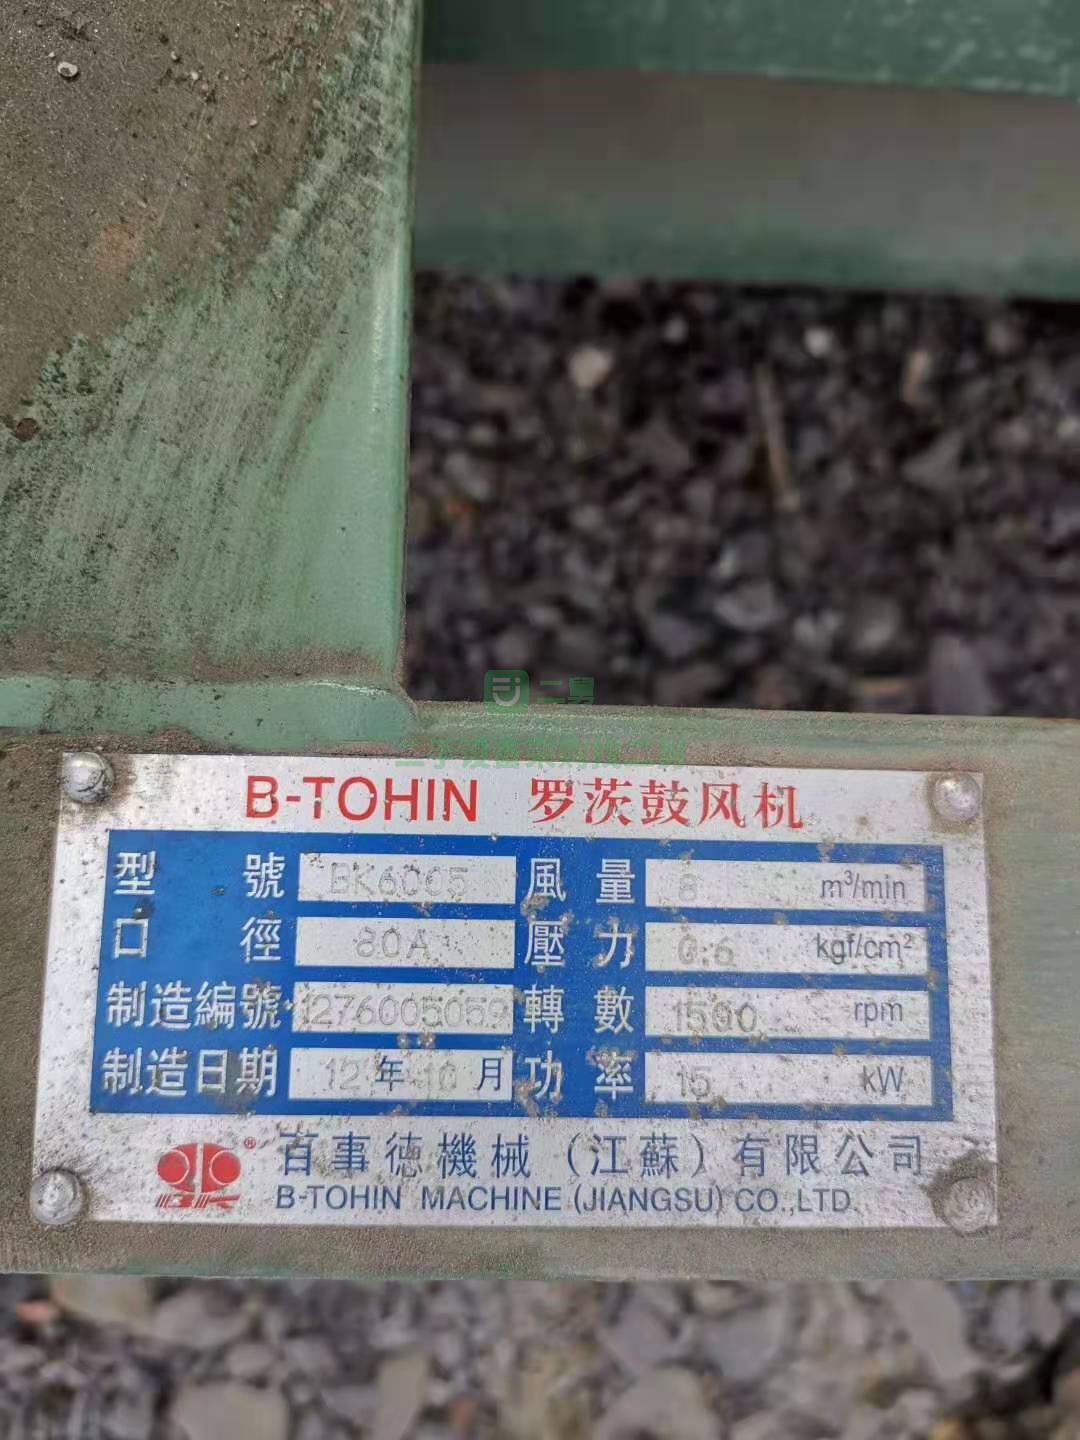 二手
B-TOHIN 罗茨鼓风机
型號 BK6005 風量 8 m³/min
口徑 80A 壓力 0.6 kgf/cm²
制造編號 1276005059 轉數 1590 rpm
制造日期 12年10月 功率 15 kW
百事德機械（江蘇）有限公司
B-TOHIN MACHINE (JIANGSU) CO.,LTD.